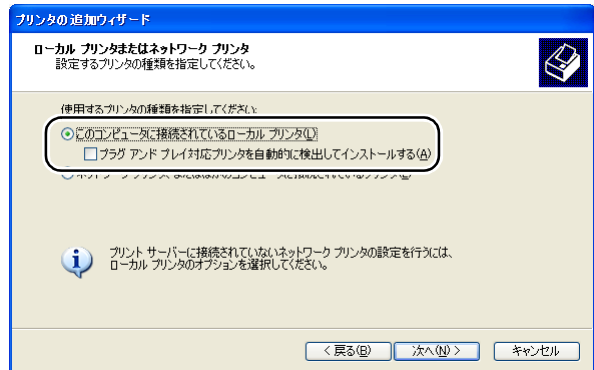 プリンタの追加ウィザード
ローカル プリンタまたはネットワーク プリンタ
設定するプリンタの種類を指定してください。
使用するプリンタの種類を指定してください:
このコンピュータに接続されているローカル プリンタ(L)
プラグ アンド プレイ対応プリンタを自動的に検出してインストールする(A)
プリント サーバーに接続されていないネットワーク プリンタの設定を行うには、
ローカル プリンタのオプションを選択してください。
< 戻る(B)
次へ(N) >
キャンセル